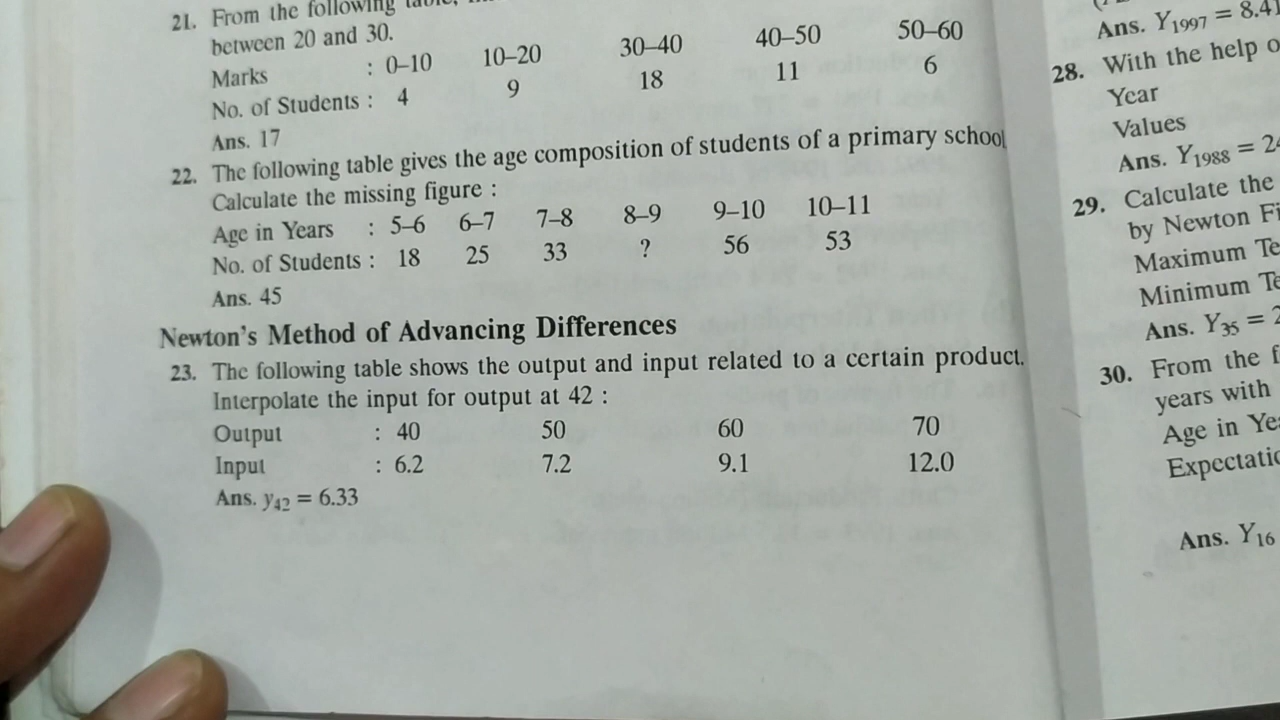 21. From the following
between 20 and 30.
Marks : 0–10 10–20 30–40 40–50 50–60
No. of Students : 4 9 18 11 6
Ans. 17
22. The following table gives the age composition of students of a primary school
Calculate the missing figure :
Age in Years : 5–6 6–7 7–8 8–9 9–10 10–11
No. of Students : 18 25 33 ? 56 53
Ans. 45
Newton's Method of Advancing Differences
23. The following table shows the output and input related to a certain product.
Interpolate the input for output at 42 :
Output : 40 50 60 70
Input : 6.2 7.2 9.1 12.0
Ans. y42 = 6.33
Ans. Y1997 = 8.41
28. With the help
Year
Values
Ans. Y1988 =
29. Calculate the
by Newton
Maximum
Minimum
Ans. Y35 =
30. From the
years with
Age in
Ans. Y16